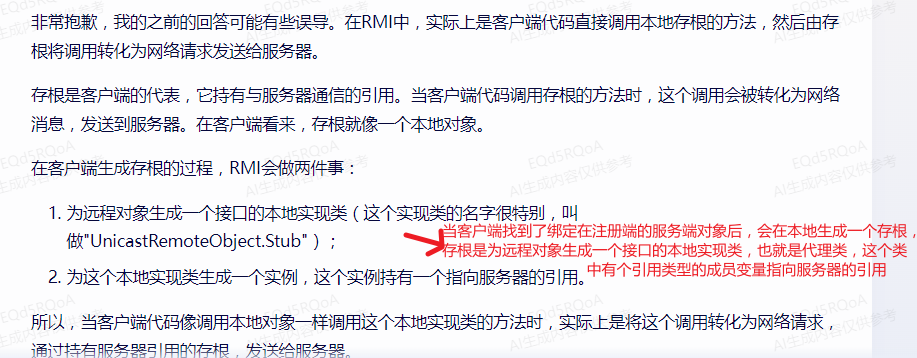 非常抱歉，我的之前的回答可能有些误导。在RMI中，实际上是客户端代码直接调用本地存根的方法，然后由存
根将调用转化为网络请求发送给服务器。
存根是客户端的代表，它持有与服务器通信的引用。当客户端代码调用存根的方法时，这个调用会被转化为网络
消息，发送到服务器。在客户端看来，存根就像一个本地对象。
在客户端生成存根的过程，RMI会做两件事：
1. 为远程对象生成一个接口的本地实现类（这个实现类的名字很特别，叫
做"UnicastRemoteObject.Stub"）；
当客户端找到了绑定在注册端的服务端对象后，会在本地生成一个存根，
存根是为远程对象生成一个接口的本地实现类，也就是代理类，这个类
中有个引用类型的成员变量指向服务器的引用
2. 为这个本地实现类生成一个实例，这个实例持有一个指向服务器的引用。
所以，当客户端代码像调用本地对象一样调用这个本地实现类的方法时，实际上是将这个调用转化为网络请求，
通过持有服务器引用的存根，发送给服务器。
EQd5RQoA
AI生成内容仅供参考